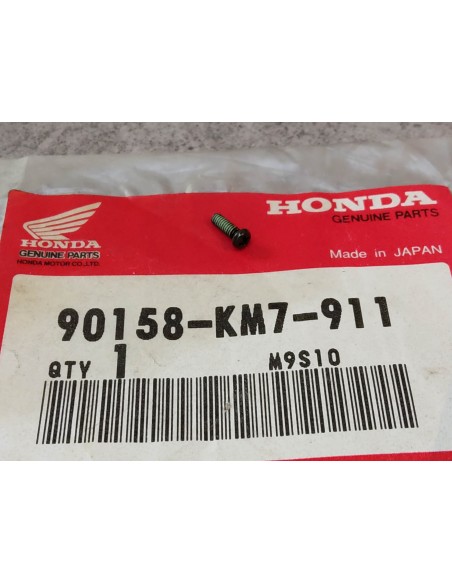 HONDA
GENUINE PARTS
HONDA
GENUINE PARTS
HONDA MOTOR CO.,LTD.
Made in JAPAN
90158-KM7-911
QTY 1 M9S10